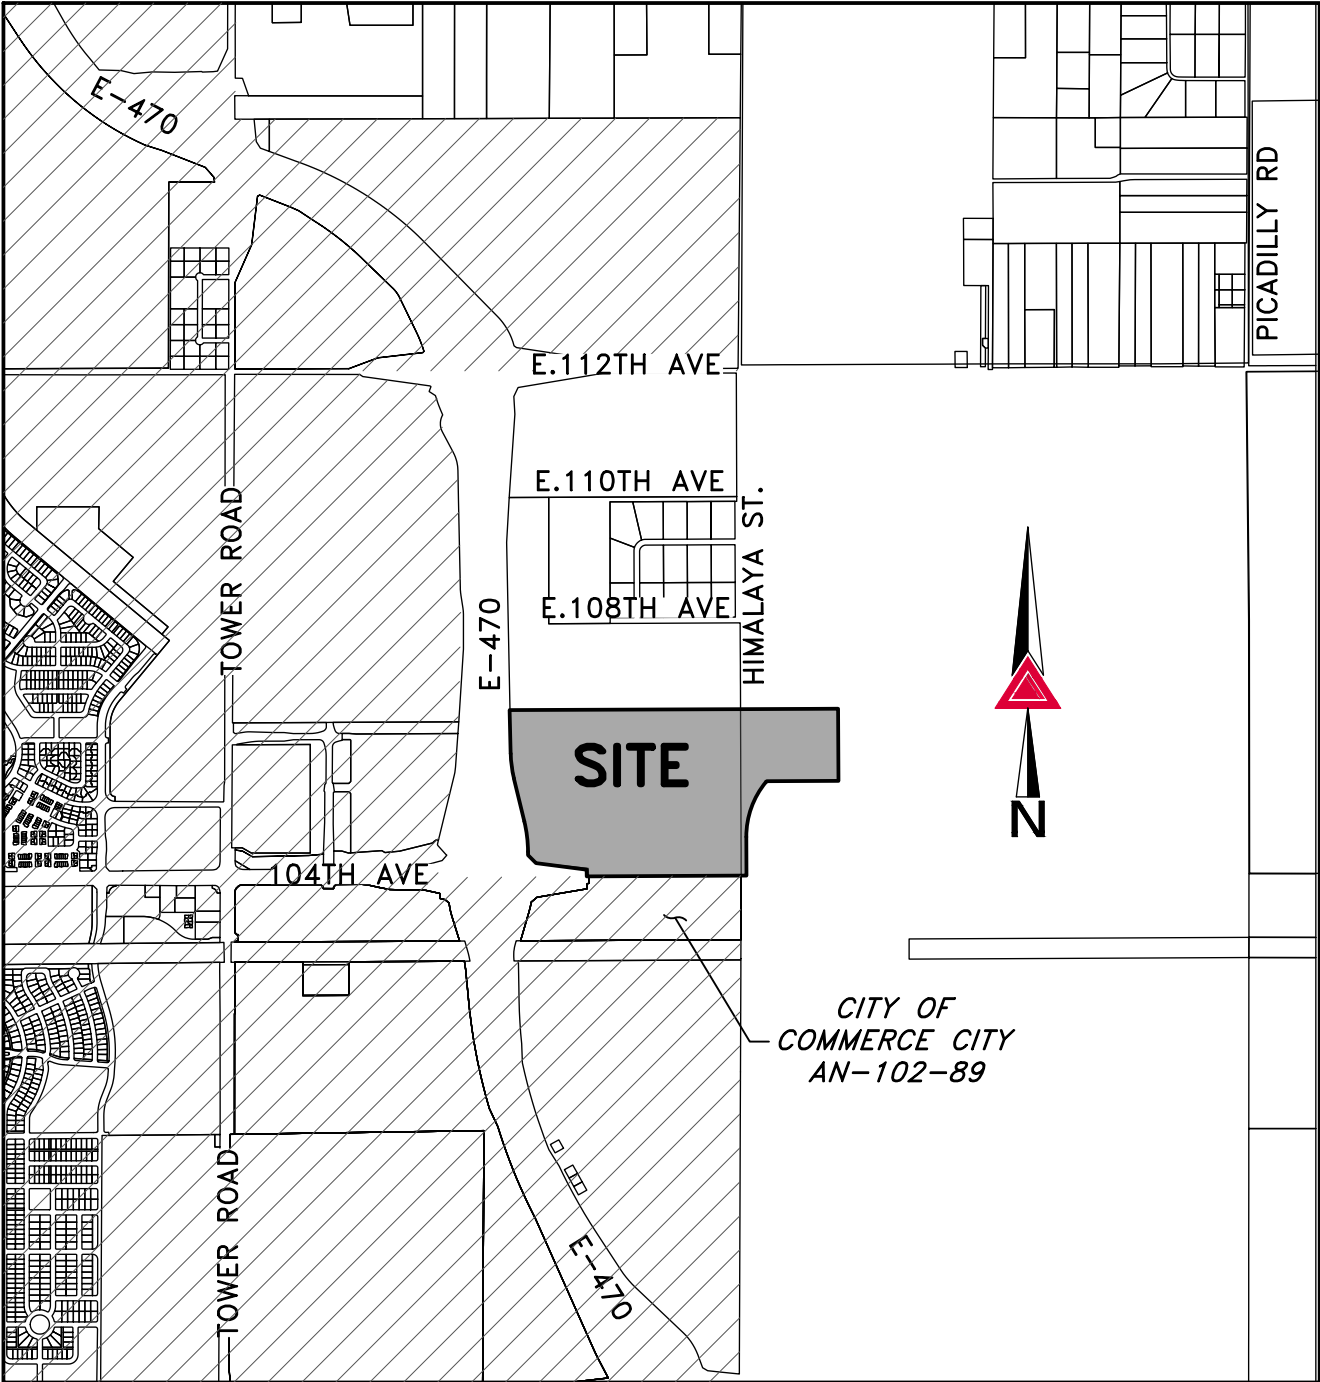 E-470
PICADILLY RD
E.112TH AVE
E.110TH AVE
TOWER ROAD
HIMALAYA ST.
E.108TH AVE
E-470
SITE
N
104TH AVE
CITY OF
COMMERCE CITY
AN-102-89
TOWER ROAD
E-470